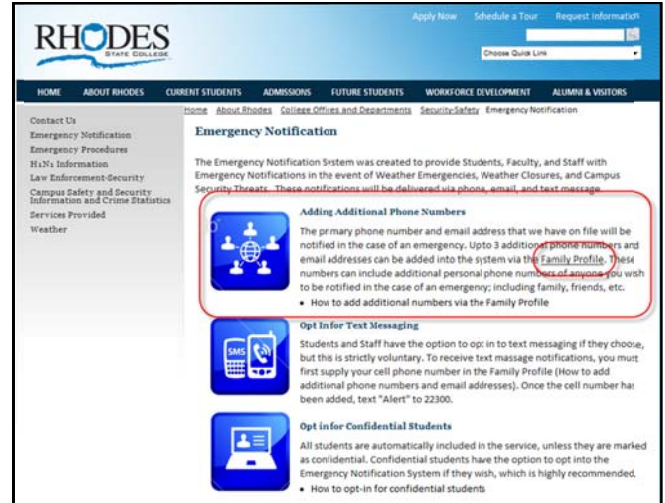 Apply Now Schedule a Tour Request Information
RHODES
STATE COLLEGE
Choose Quick Link
HOME ABOUT RHODES CURRENT STUDENTS ADMISSIONS FUTURE STUDENTS WORKFORCE DEVELOPMENT ALUMNI & VISITORS
Home About Rhodes College Offices and Departments Security-Safety Emergency Notification
Contact Us
Emergency Notification
Emergency Procedures
H1N1 Information
Law Enforcement-Security
Campus Safety and Security
Information and Crime Statistics
Services Provided
Weather
Emergency Notification
The Emergency Notification System was created to provide Students, Faculty, and Staff with
Emergency Notifications in the event of Weather Emergencies, Weather Closures, and Campus
Security Threats. These notifications will be delivered via phone, email, and text message.
Adding Additional Phone Numbers
The primary phone number and email address that we have on file will be
notified in the case of an emergency. Upto 3 additional phone numbers and
email addresses can be added into the system via the Family Profile. These
numbers can include additional personal phone numbers of anyone you wish
to be notified in the case of an emergency; including family, friends, etc.
• How to add additional numbers via the Family Profile
SMS
Opt Infor Text Messaging
Students and Staff have the option to opt in to text messaging if they choose,
but this is strictly voluntary. To receive text massage notifications, you must
first supply your cell phone number in the Family Profile (How to add
additional phone numbers and email addresses). Once the cell number has
been added, text "Alert" to 22300.
Opt infor Confidential Students
All students are automatically included in the service, unless they are marked
as confidential. Confidential students have the option to opt into the
Emergency Notification System if they wish, which is highly recommended.
• How to opt-in for confidential students